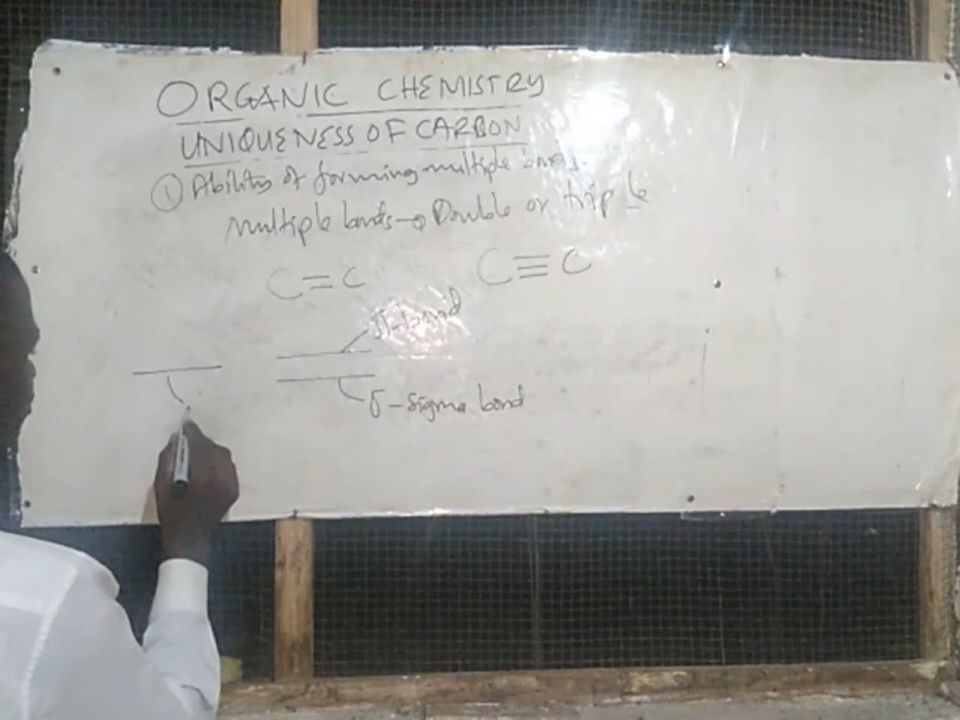 ORGANIC CHEMISTRY
UNIQUENESS OF CARBON
① Ability of forming multiple bonds.
Multiple bonds → Double or triple
C=C C≡C
π-bond
σ-sigma bond